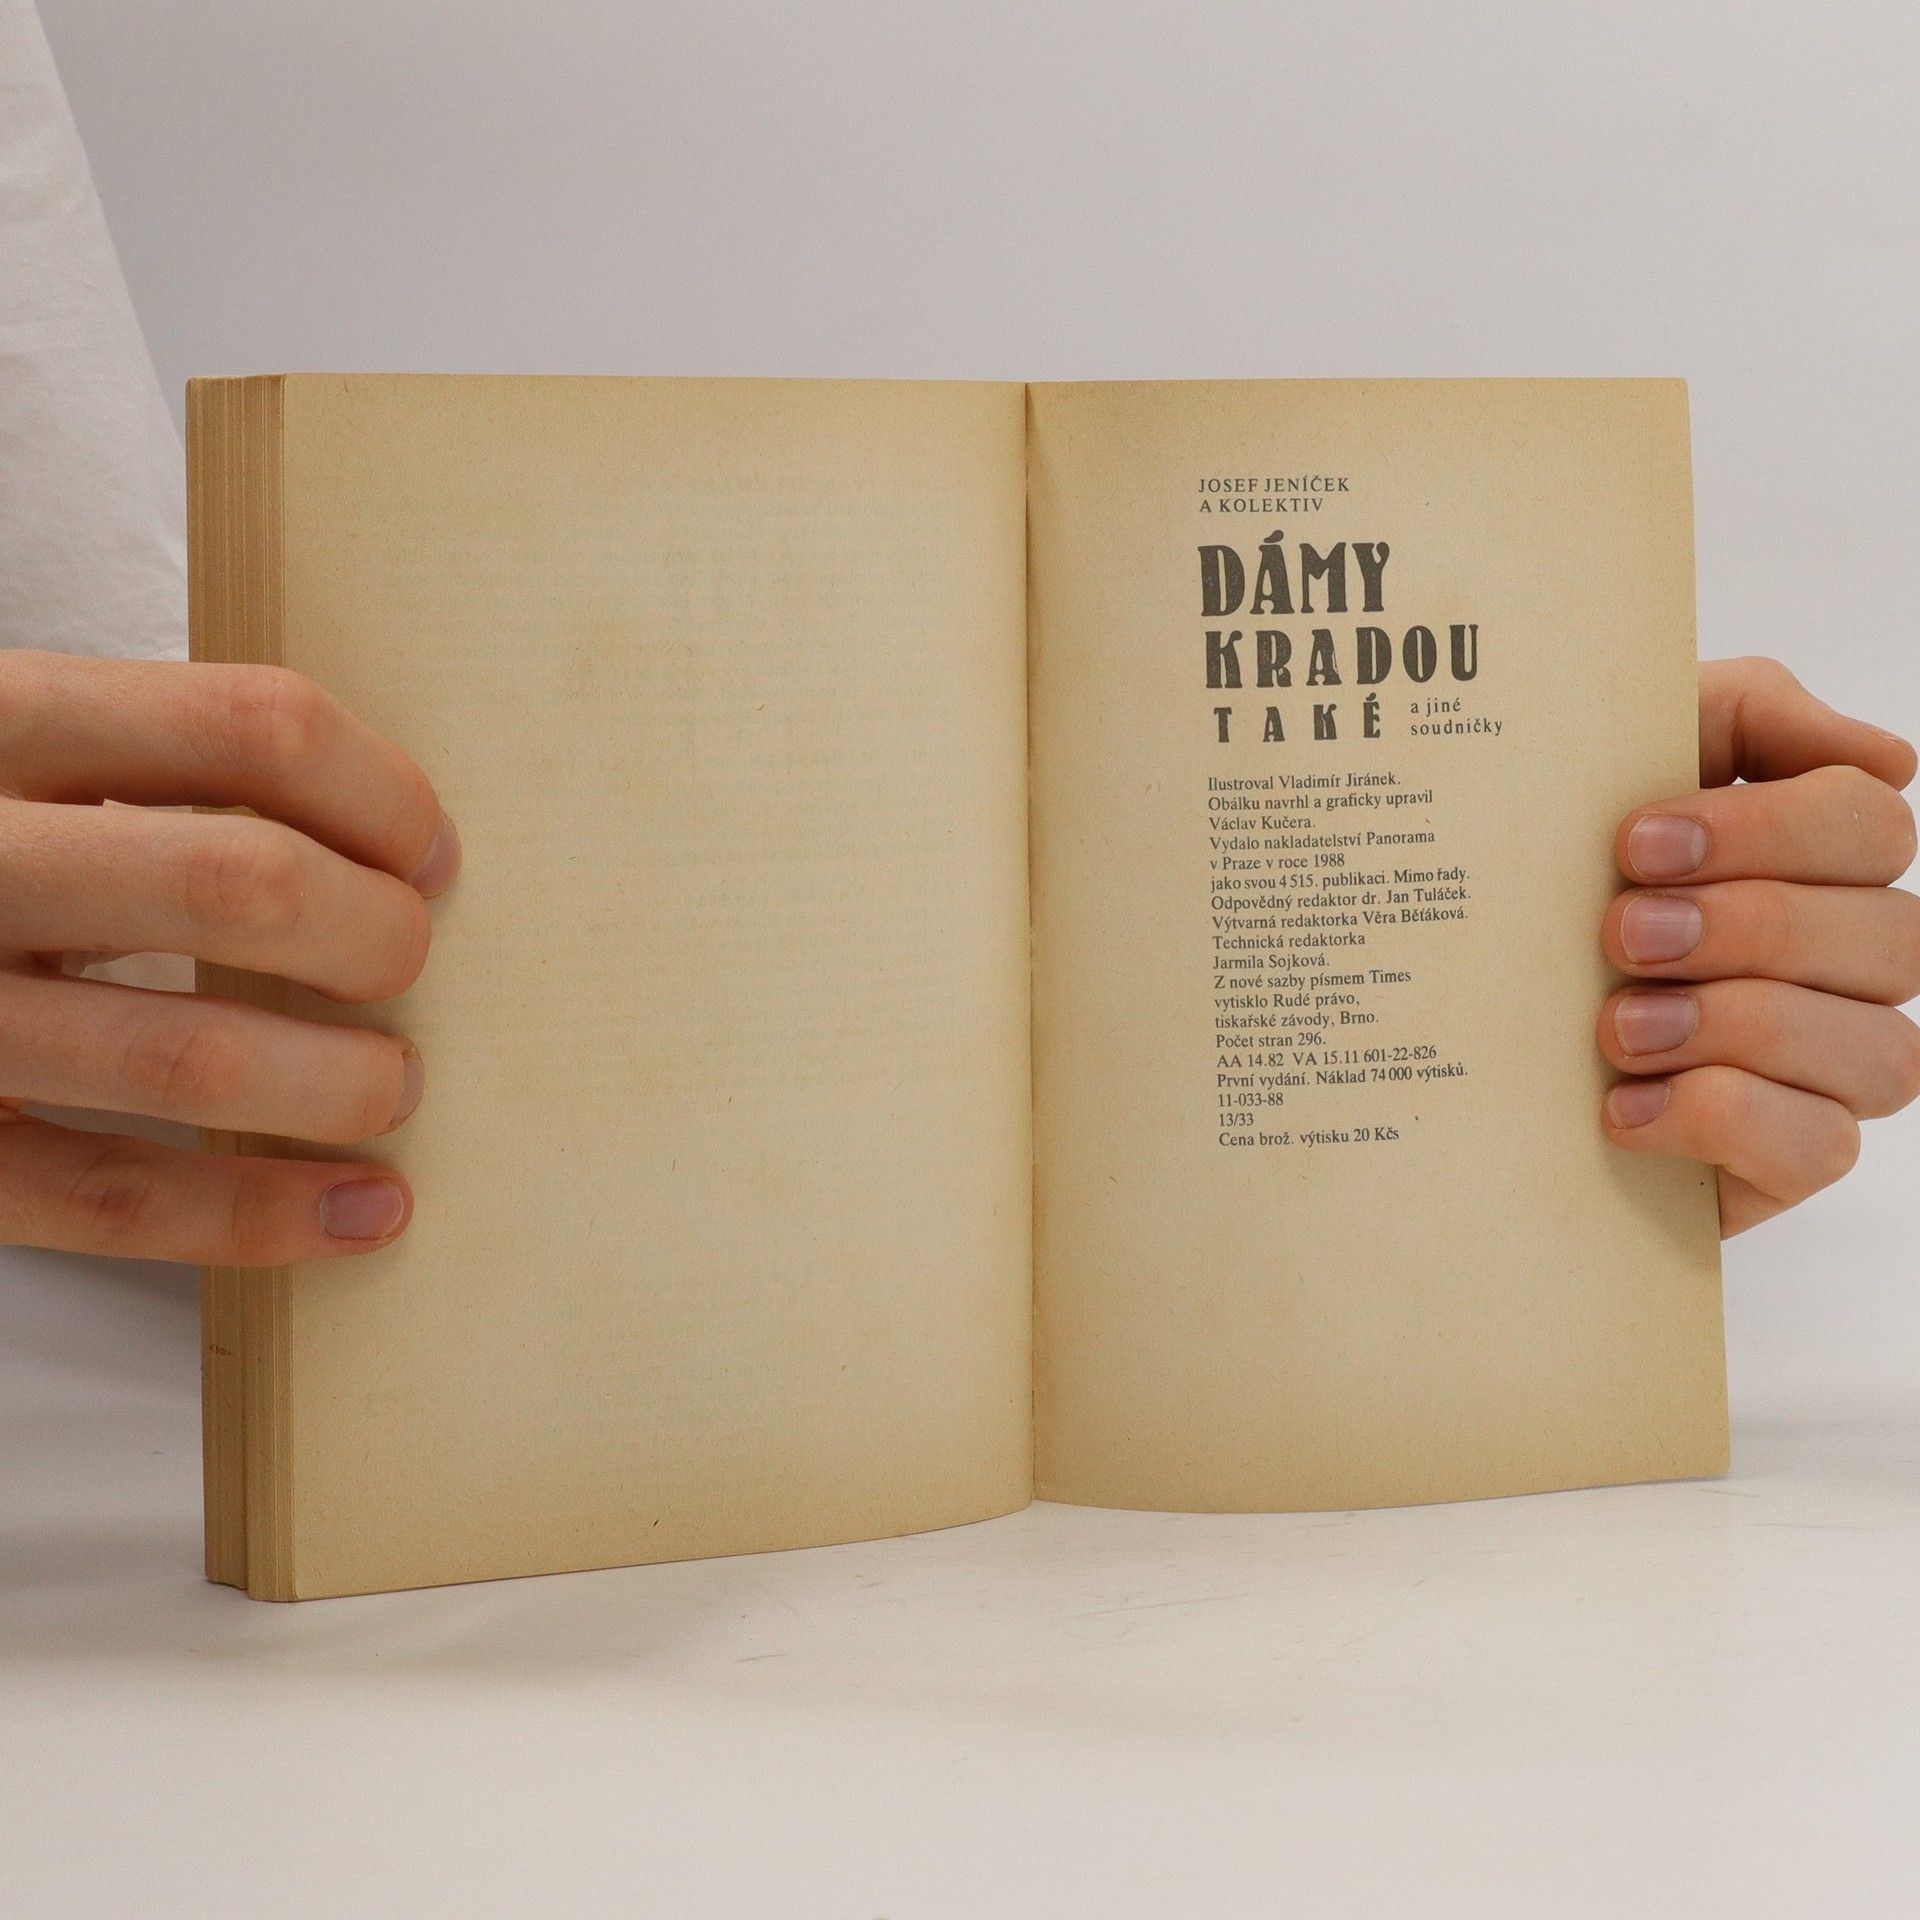 JOSEF JENÍČEK
A KOLEKTIV
DÁMY
KRADOU
TAKÉ
a jiné
soudničky
Ilustroval Vladimír Jiránek.
Obálku navrhl a graficky upravil
Václav Kučera.
Vydalo nakladatelství Panorama
v Praze v roce 1988
jako svou 4 515. publikaci. Mimo řady.
Odpovědný redaktor dr. Jan Tuláček.
Výtvarná redaktorka Věra Běťáková.
Technická redaktorka
Jarmila Sojková.
Z nové sazby písmem Times
vytisklo Rudé právo,
tiskařské závody, Brno.
Počet stran 296.
AA 14.82 VA 15.11 601-22-826
První vydání. Náklad 74 000 výtisků.
11-033-88
13/33
Cena brož. výtisku 20 Kčs